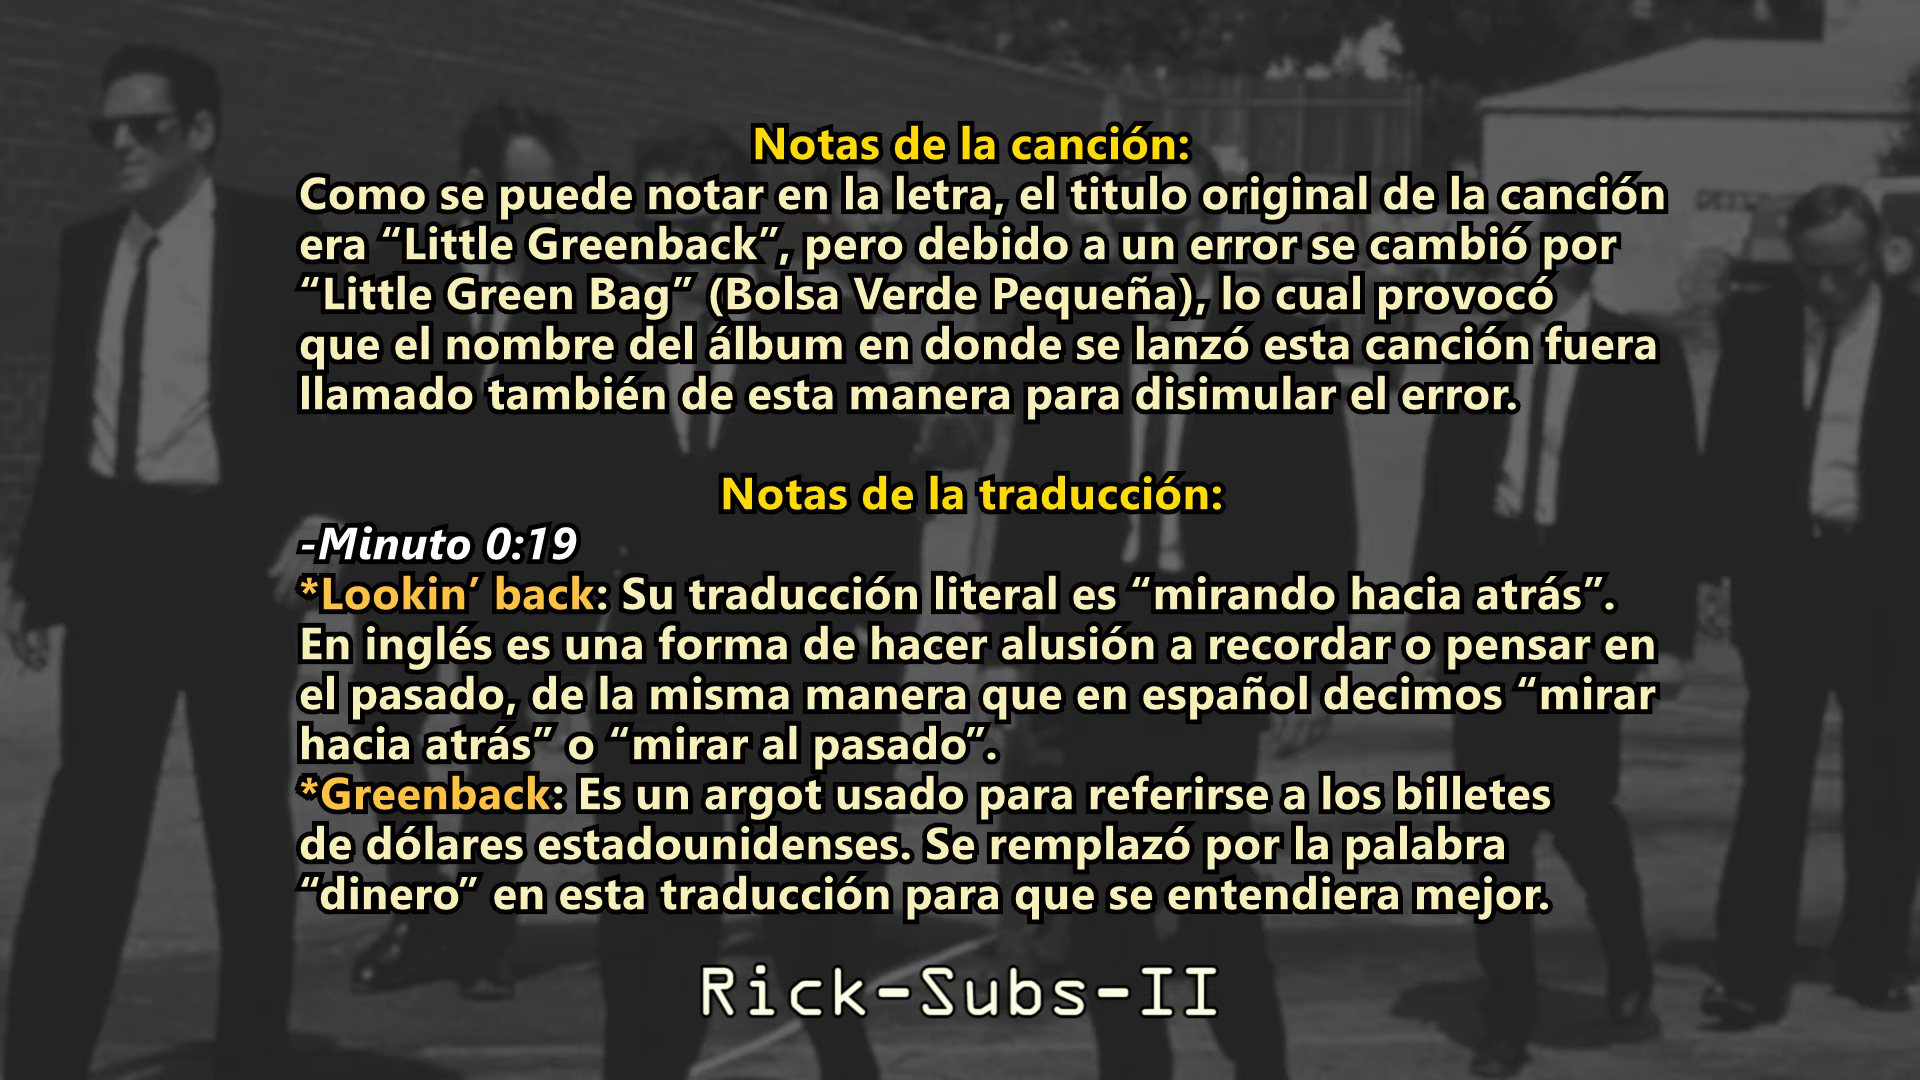 Notas de la canción:
Como se puede notar en la letra, el titulo original de la canción
era “Little Greenback”, pero debido a un error se cambió por
“Little Green Bag” (Bolsa Verde Pequeña), lo cual provocó
que el nombre del álbum en donde se lanzó esta canción fuera
llamado también de esta manera para disimular el error.
Notas de la traducción:
-Minuto 0:19
*Lookin’ back: Su traducción literal es “mirando hacia atrás”.
En inglés es una forma de hacer alusión a recordar o pensar en
el pasado, de la misma manera que en español decimos “mirar
hacia atrás” o “mirar al pasado”.
*Greenback: Es un argot usado para referirse a los billetes
de dólares estadounidenses. Se remplazó por la palabra
“dinero” en esta traducción para que se entendiera mejor.
Rick-Subs-II